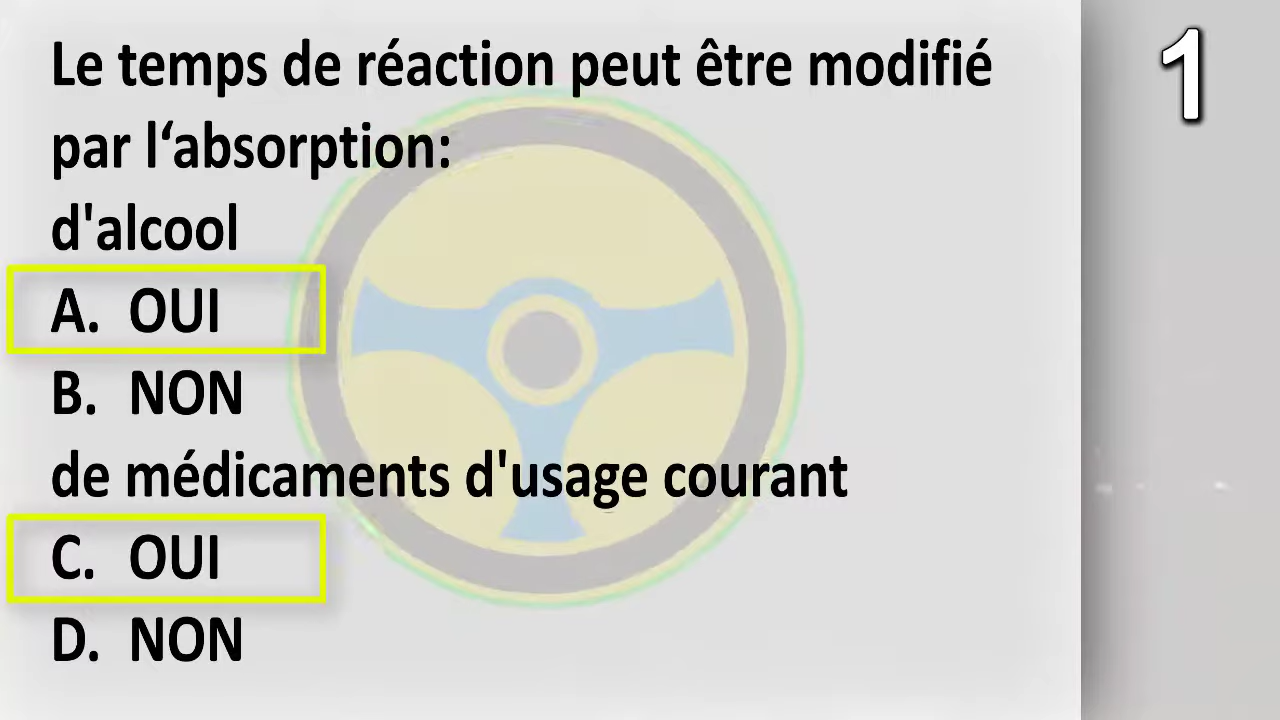 Le temps de réaction peut être modifié
par l‘absorption:
d'alcool
A. OUI
B. NON
de médicaments d'usage courant
C. OUI
D. NON
1